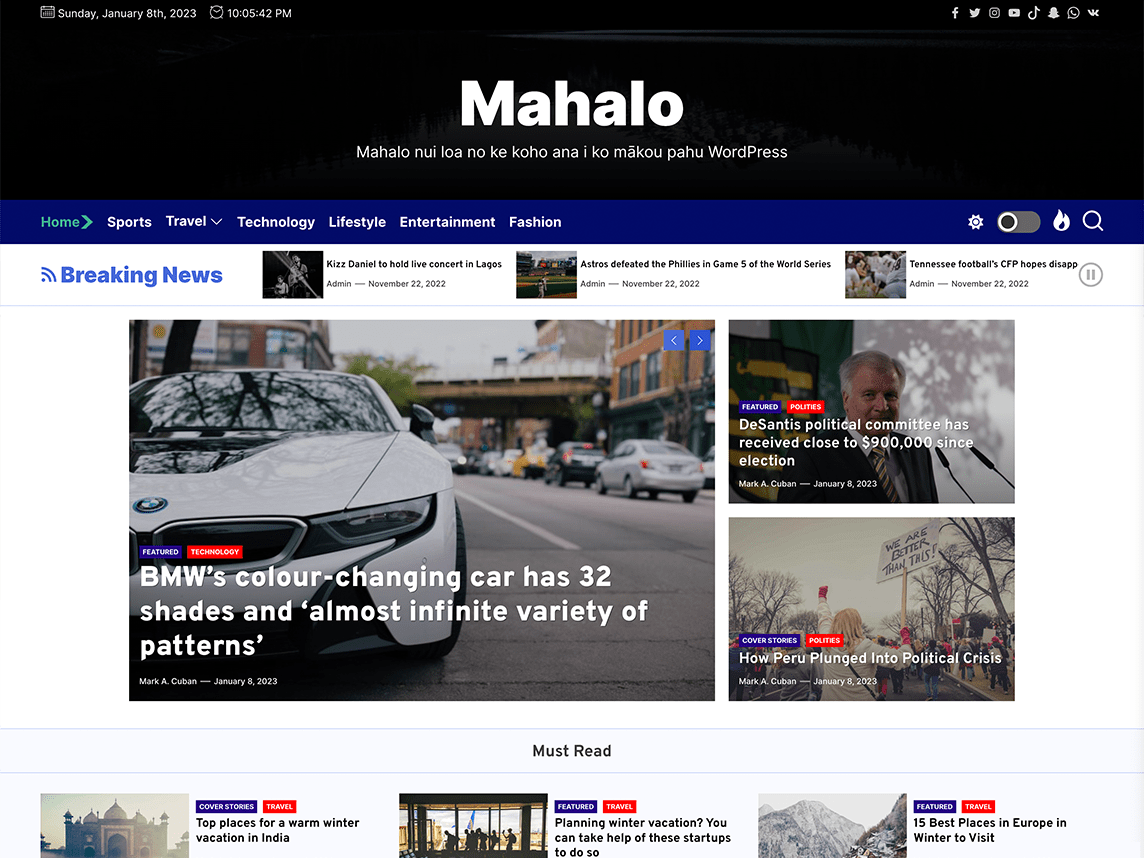 Sunday, January 8th, 2023 10:05:42 PM
Mahalo
Mahalo nui loa no ke koho ana i ko mākou pahu WordPress
Home Sports Travel Technology Lifestyle Entertainment Fashion
Breaking News
Kizz Daniel to hold live concert in Lagos
Admin — November 22, 2022
Astros defeated the Phillies in Game 5 of the World Series
Admin — November 22, 2022
Tennessee football's CFP hopes disapp
Admin — November 22, 2022
FEATURED TECHNOLOGY
BMW’s colour-changing car has 32
shades and ‘almost infinite variety of
patterns’
Mark A. Cuban — January 8, 2023
FEATURED POLITIES
DeSantis political committee has
received close to $900,000 since
election
Mark A. Cuban — January 8, 2023
WE ARE
BETTER
THAN THIS!
COVER STORIES POLITIES
How Peru Plunged Into Political Crisis
Mark A. Cuban — January 8, 2023
Must Read
COVER STORIES TRAVEL
Top places for a warm winter
vacation in India
FEATURED TRAVEL
Planning winter vacation? You
can take help of these startups
to do so
FEATURED TRAVEL
15 Best Places in Europe in
Winter to Visit